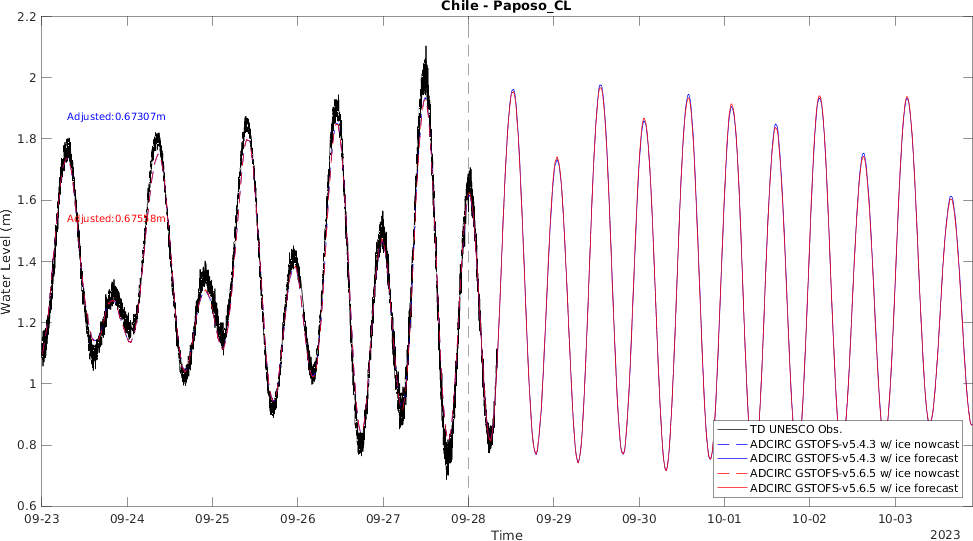 Chile - Paposo_CL
2.2
2
1.8
1.6
1.4
1.2
1
0.8
0.6
Water Level (m)
Adjusted:0.67307m
Adjusted:0.67558m
TD UNESCO Obs.
ADCIRC GSTOFS-v5.4.3 w/ ice nowcast
ADCIRC GSTOFS-v5.4.3 w/ ice forecast
ADCIRC GSTOFS-v5.6.5 w/ ice nowcast
ADCIRC GSTOFS-v5.6.5 w/ ice forecast
09-23 09-24 09-25 09-26 09-27 09-28 09-29 09-30 10-01 10-02 10-03
Time
2023